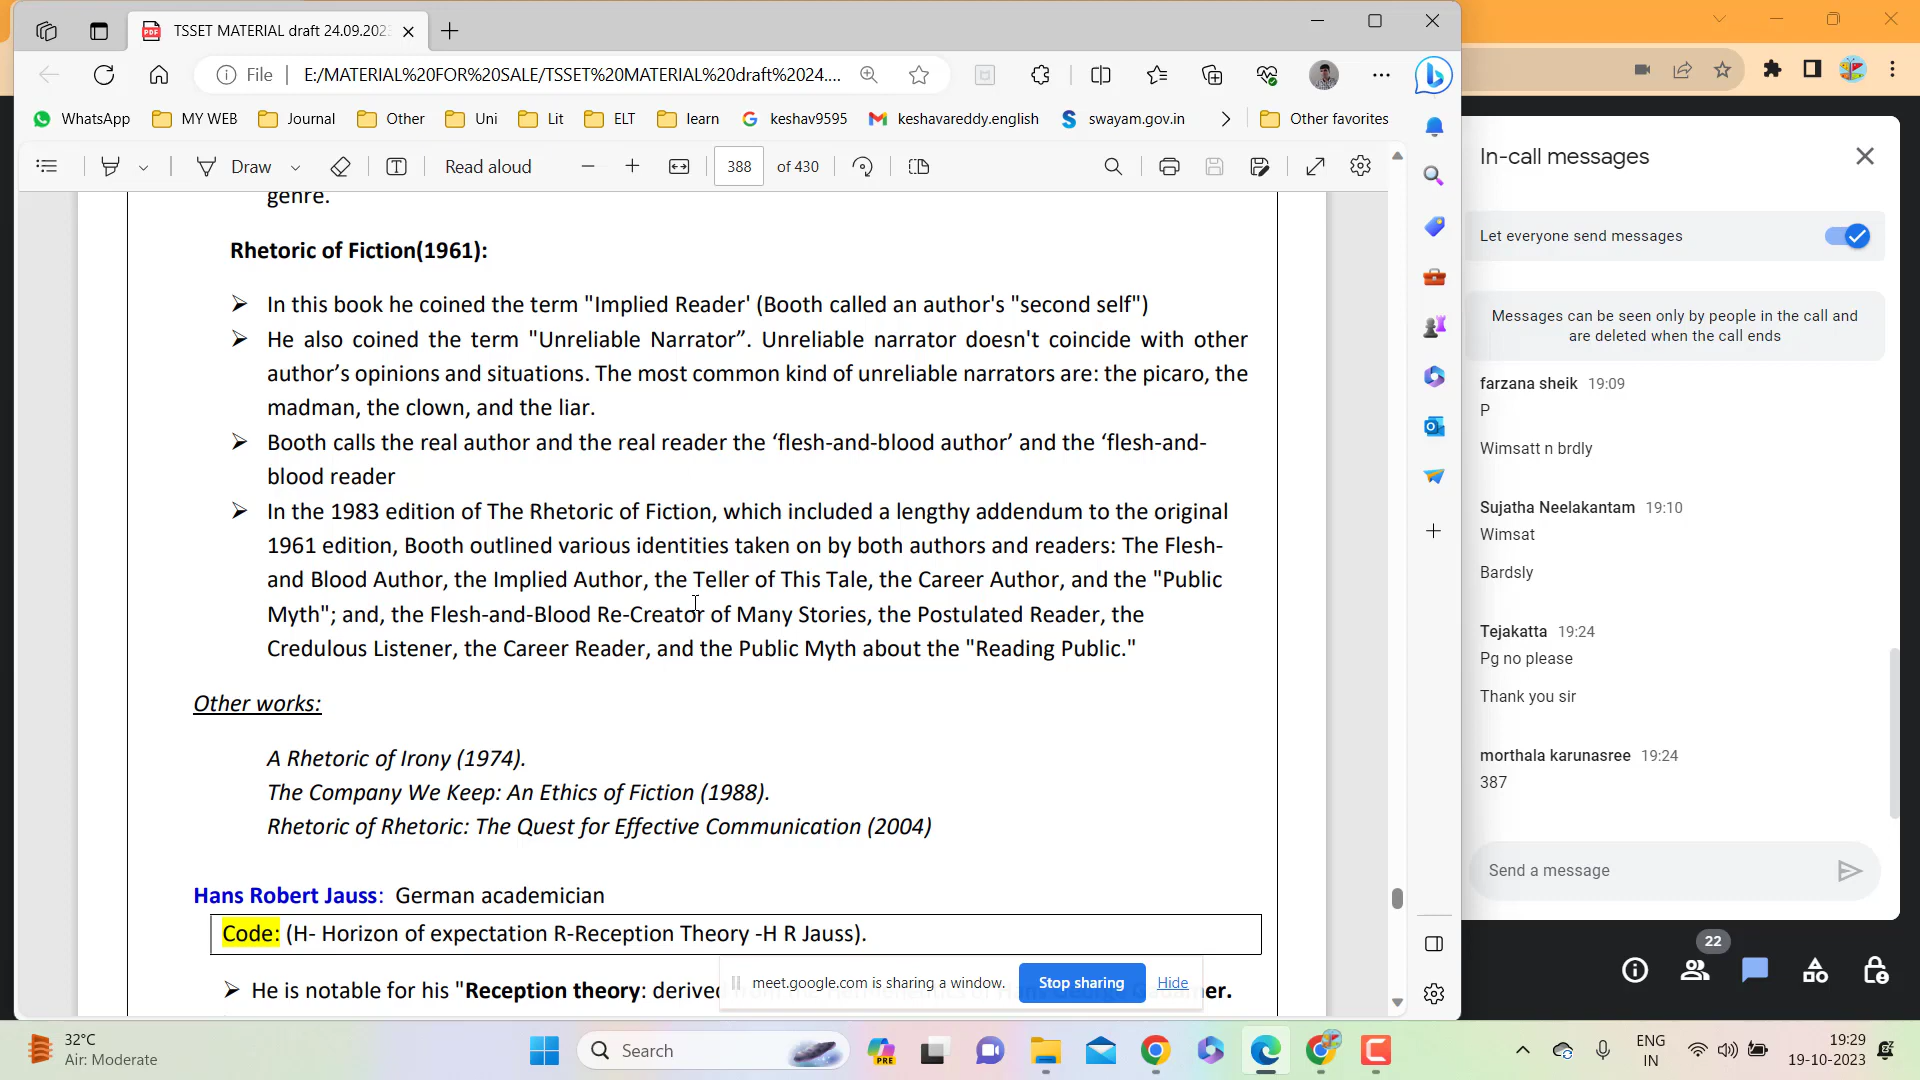 TSSET MATERIAL draft 24.09.202
File
E:/MATERIAL%20FOR%20SALE/TSSET%20MATERIAL%20draft%2024....
WhatsApp
MY WEB
Journal
Other
Uni
Lit
ELT
learn
keshav9595
keshavareddy.english
swayam.gov.in
Other favorites
Draw
Read aloud
388
of 430
genre.
Rhetoric of Fiction(1961):
In this book he coined the term "Implied Reader' (Booth called an author's "second self")
He also coined the term "Unreliable Narrator”. Unreliable narrator doesn't coincide with other
author’s opinions and situations. The most common kind of unreliable narrators are: the picaro, the
madman, the clown, and the liar.
Booth calls the real author and the real reader the ‘flesh-and-blood author’ and the ‘flesh-and-
blood reader
In the 1983 edition of The Rhetoric of Fiction, which included a lengthy addendum to the original
1961 edition, Booth outlined various identities taken on by both authors and readers: The Flesh-
and Blood Author, the Implied Author, the Teller of This Tale, the Career Author, and the "Public
Myth"; and, the Flesh-and-Blood Re-Creator of Many Stories, the Postulated Reader, the
Credulous Listener, the Career Reader, and the Public Myth about the "Reading Public."
Other works:
A Rhetoric of Irony (1974).
The Company We Keep: An Ethics of Fiction (1988).
Rhetoric of Rhetoric: The Quest for Effective Communication (2004)
Hans Robert Jauss: German academician
Code: (H- Horizon of expectation R-Reception Theory -H R Jauss).
He is notable for his "Reception theory: derived
meet.google.com is sharing a window.
Stop sharing
Hide
In-call messages
Let everyone send messages
Messages can be seen only by people in the call and
are deleted when the call ends
farzana sheik 19:09
P
Wimsatt n brdly
Sujatha Neelakantam 19:10
Wimsat
Bardsly
Tejakatta 19:24
Pg no please
Thank you sir
morthala karunasree 19:24
387
Send a message
22
32°C
Air: Moderate
Search
PRE
ENG
IN
19:29
19-10-2023